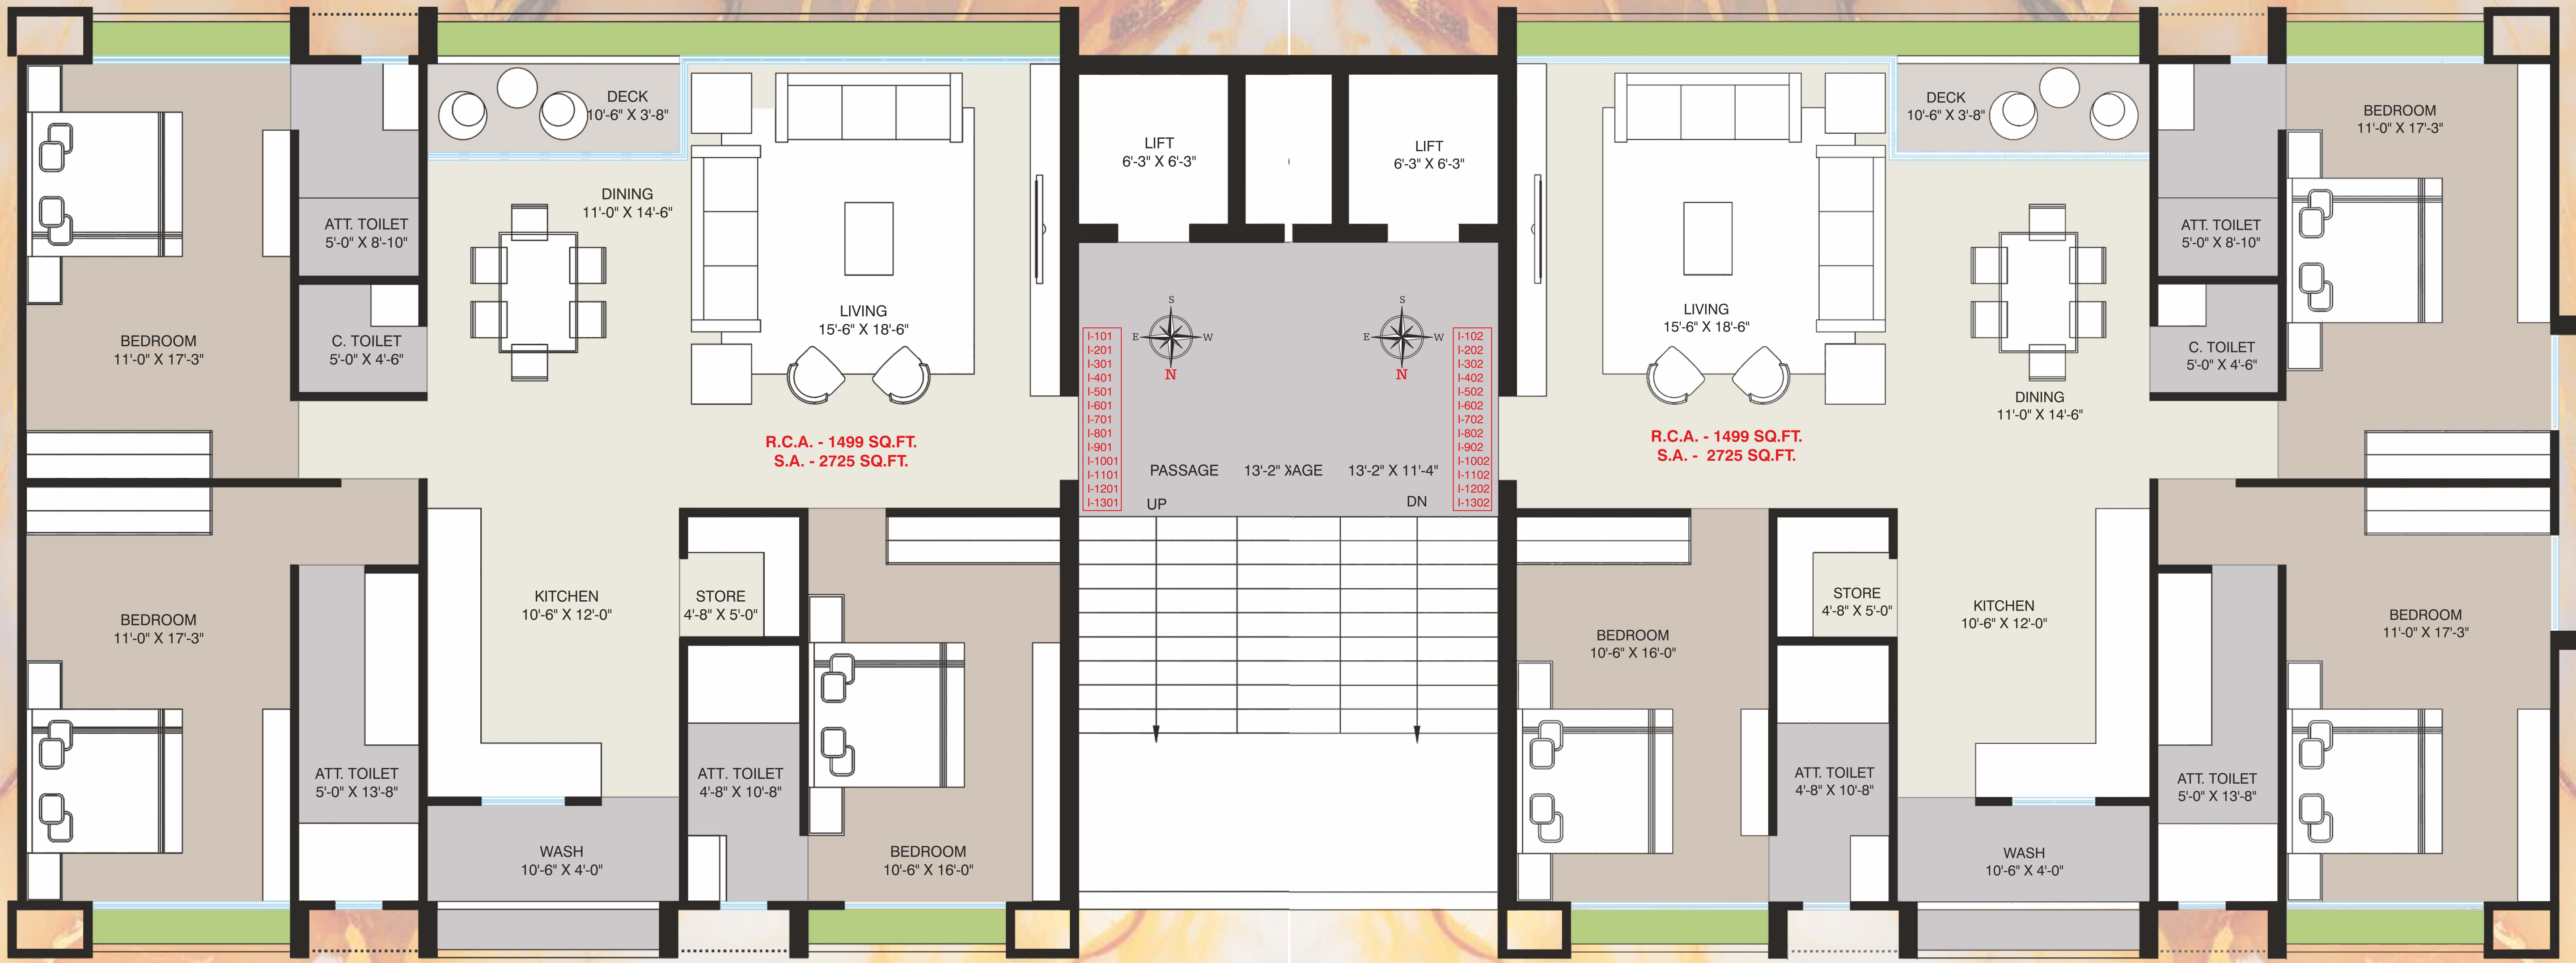 DECK
10'-6" X 3'-8"
DINING
11'-0" X 14'-6"
ATT. TOILET
5'-0" X 8'-10"
BEDROOM
11'-0" X 17'-3"
C. TOILET
5'-0" X 4'-6"
LIVING
15'-6" X 18'-6"
R.C.A. - 1499 SQ.FT.
S.A. - 2725 SQ.FT.
BEDROOM
11'-0" X 17'-3"
KITCHEN
10'-6" X 12'-0"
STORE
4'-8" X 5'-0"
ATT. TOILET
5'-0" X 13'-8"
ATT. TOILET
4'-8" X 10'-8"
WASH
10'-6" X 4'-0"
BEDROOM
10'-6" X 16'-0"
LIFT
6'-3" X 6'-3"
LIFT
6'-3" X 6'-3"
S
E W
N
S
E W
N
I-101
I-201
I-301
I-401
I-501
I-601
I-701
I-801
I-901
I-1001
I-1101
I-1201
I-1301
I-102
I-202
I-302
I-402
I-502
I-602
I-702
I-802
I-902
I-1002
I-1102
I-1202
I-1302
PASSAGE 13'-2" AGE 13'-2" X 11'-4"
UP
DN
DECK
10'-6" X 3'-8"
BEDROOM
11'-0" X 17'-3"
ATT. TOILET
5'-0" X 8'-10"
LIVING
15'-6" X 18'-6"
C. TOILET
5'-0" X 4'-6"
DINING
11'-0" X 14'-6"
R.C.A. - 1499 SQ.FT.
S.A. - 2725 SQ.FT.
STORE
4'-8" X 5'-0"
KITCHEN
10'-6" X 12'-0"
BEDROOM
11'-0" X 17'-3"
BEDROOM
10'-6" X 16'-0"
ATT. TOILET
4'-8" X 10'-8"
ATT. TOILET
5'-0" X 13'-8"
WASH
10'-6" X 4'-0"